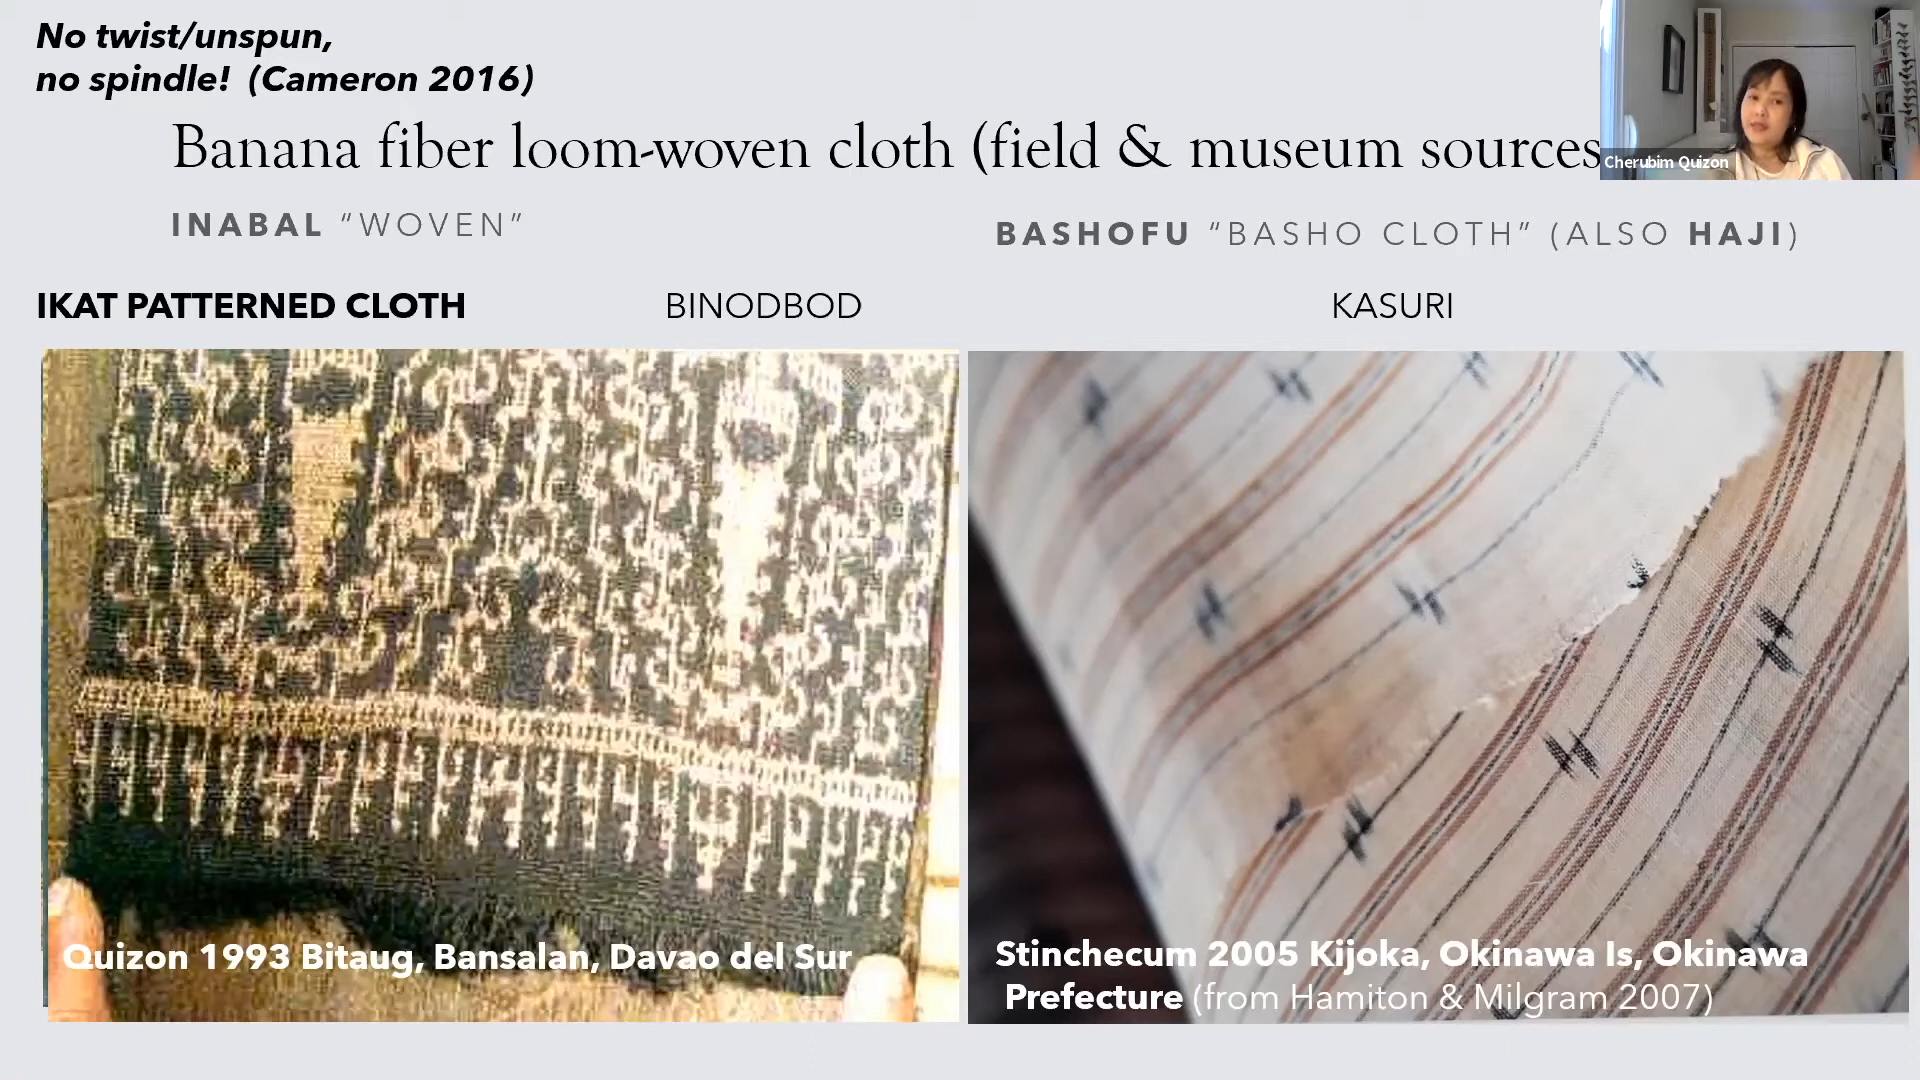 No twist/unspun,
no spindle! (Cameron 2016)
Banana fiber loom-woven cloth (field & museum sources
Cherubim Quizon
INABAL “WOVEN”
BASHOFU “BASHO CLOTH” (ALSO HAJI)
IKAT PATTERNED CLOTH
BINODBOD
KASURI
Quizon 1993 Bitaug, Bansalan, Davao del Sur
Stinchecum 2005 Kijoka, Okinawa Is, Okinawa
Prefecture (from Hamiton & Milgram 2007)